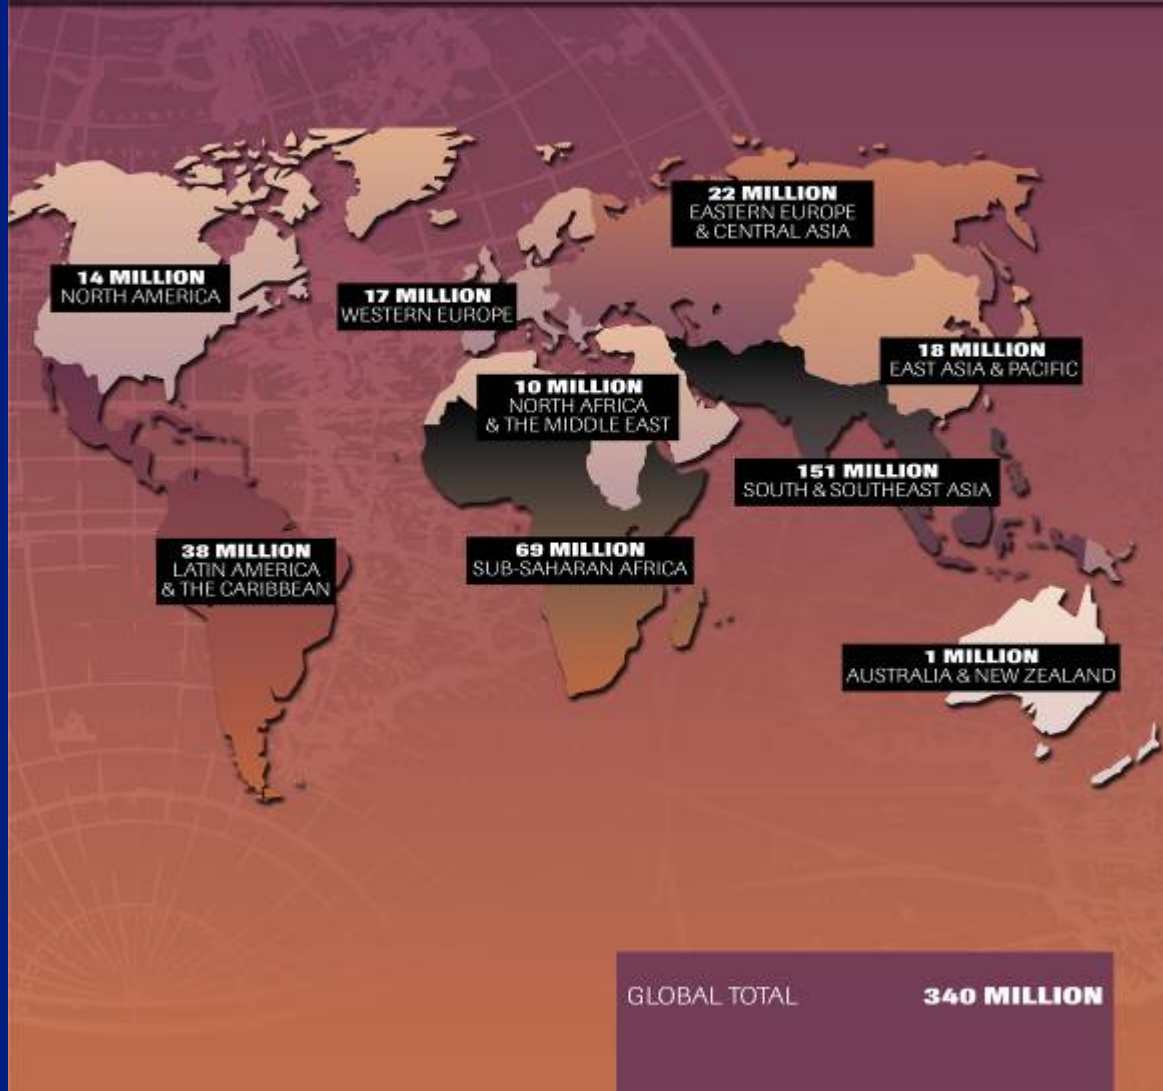 22 MILLION
EASTERN EUROPE
& CENTRAL ASIA
14 MILLION
NORTH AMERICA
17 MILLION
WESTERN EUROPE
18 MILLION
EAST ASIA & PACIFIC
10 MILLION
NORTH AFRICA
& THE MIDDLE EAST
151 MILLION
SOUTH & SOUTHEAST ASIA
38 MILLION
LATIN AMERICA
& THE CARIBBEAN
69 MILLION
SUB-SAHARAN AFRICA
1 MILLION
AUSTRALIA & NEW ZEALAND
GLOBAL TOTAL 340 MILLION